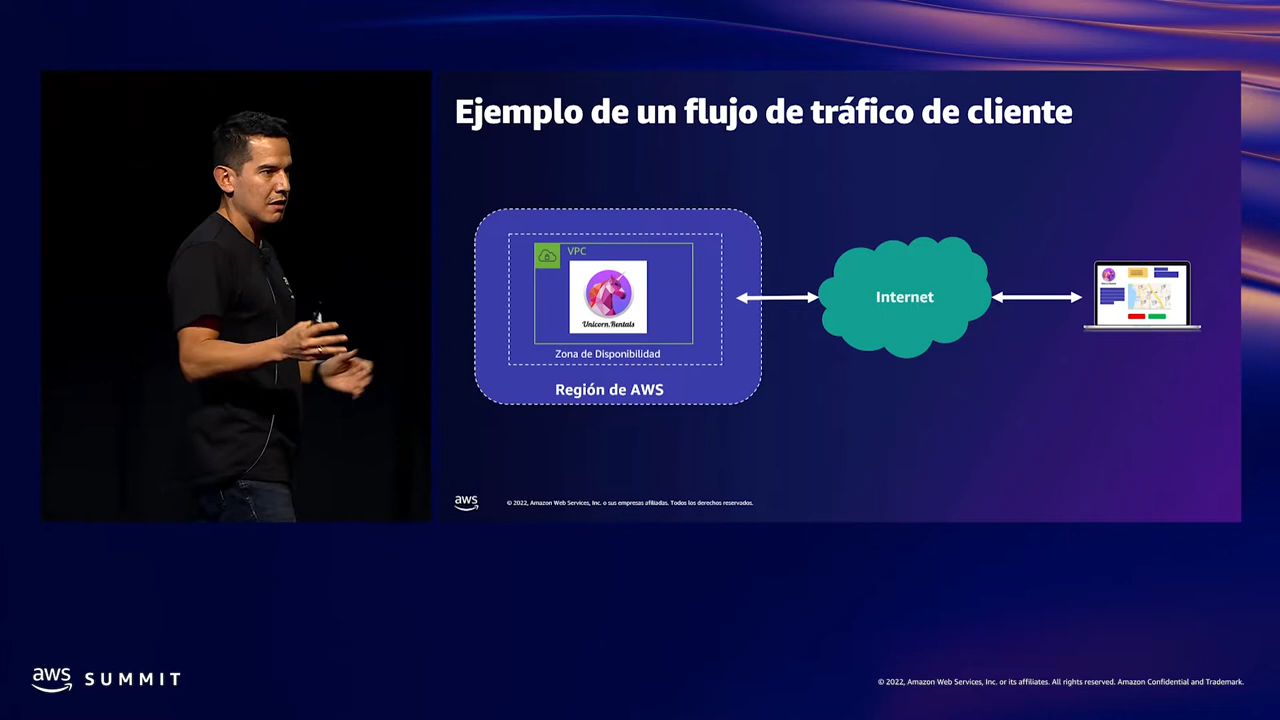 Ejemplo de un flujo de tráfico de cliente
VPC
Unicorn.Rentals
Zona de Disponibilidad
Región de AWS
Internet
aws
© 2022, Amazon Web Services, Inc. o sus empresas afiliadas. Todos los derechos reservados.
aws SUMMIT
© 2022, Amazon Web Services, Inc. or its affiliates. All rights reserved. Amazon Confidential and Trademark.